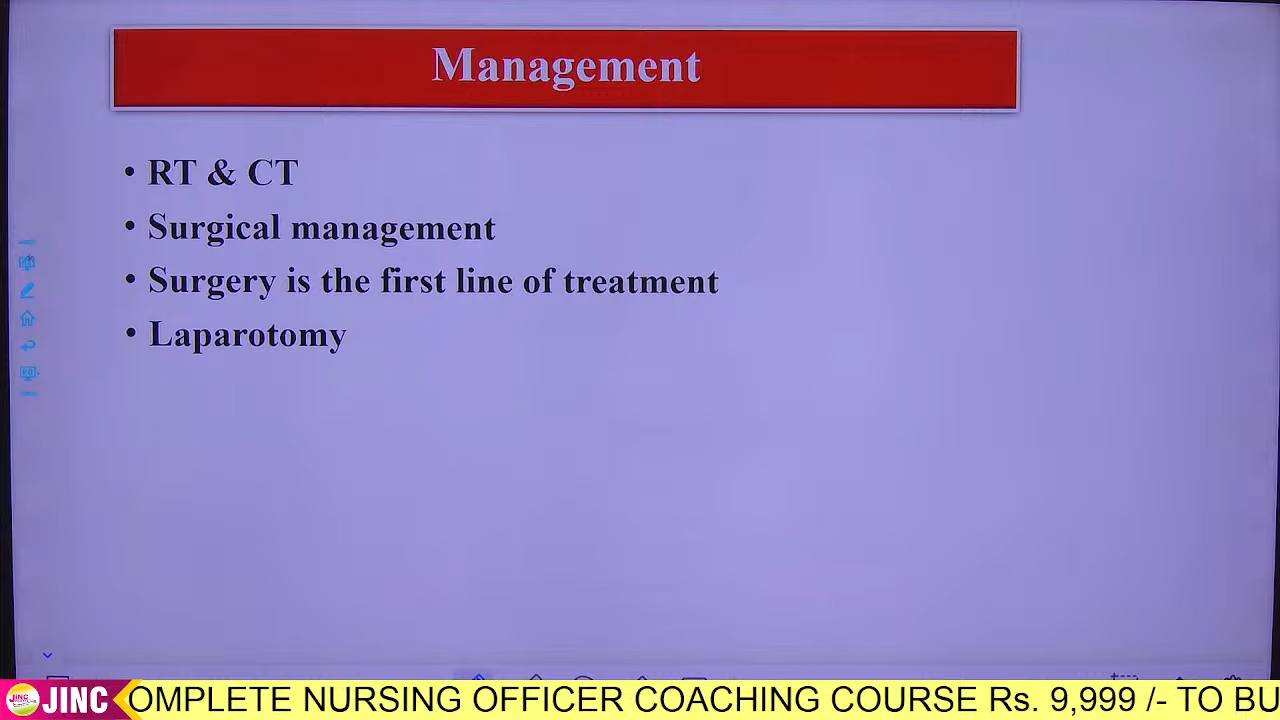 Management
• RT & CT
• Surgical management
• Surgery is the first line of treatment
• Laparotomy
JINC
JINC OMPLETE NURSING OFFICER COACHING COURSE Rs. 9,999 /- TO BU